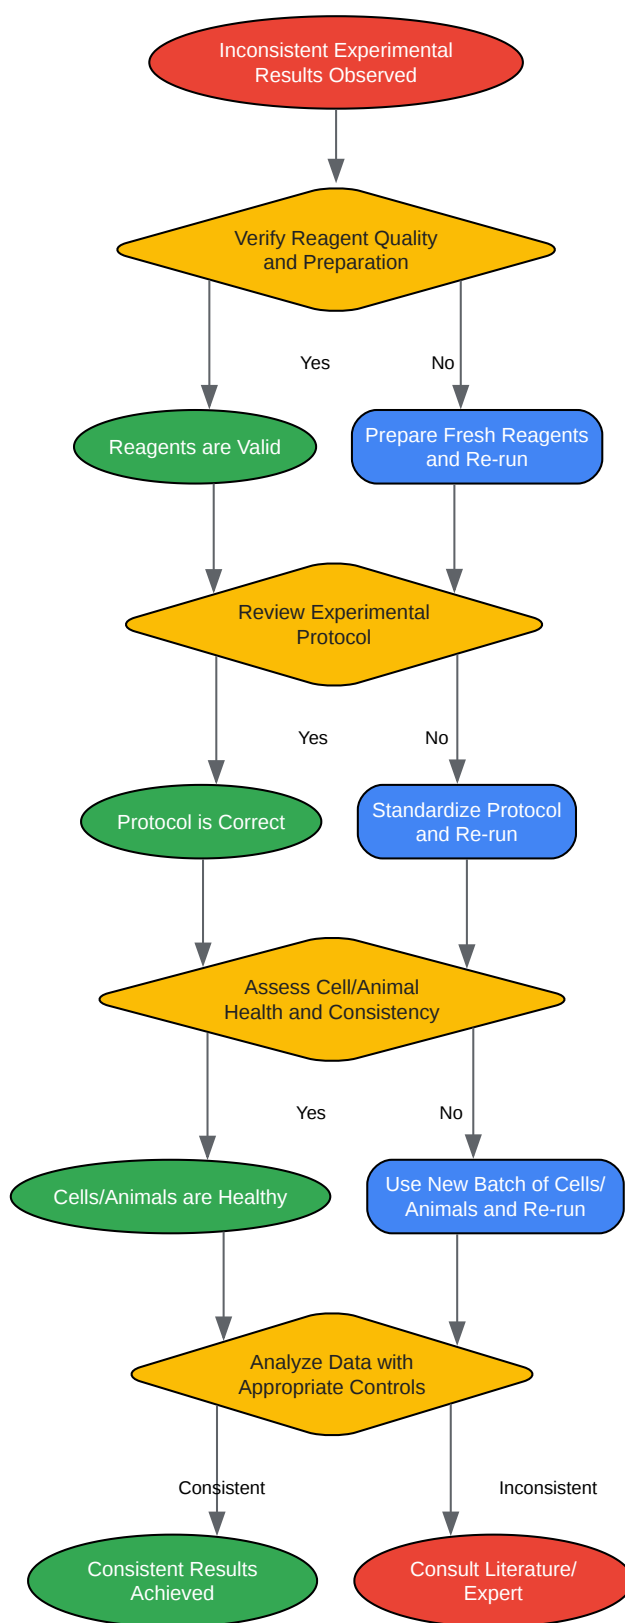 Inconsistent Experimental
Results Observed
Verify Reagent Quality
and Preparation
Yes
No
Reagents are Valid
Prepare Fresh Reagents
and Re-run
Review Experimental
Protocol
Yes
No
Protocol is Correct
Standardize Protocol
and Re-run
Assess Cell/Animal
Health and Consistency
Yes
No
Cells/Animals are Healthy
Use New Batch of Cells/
Animals and Re-run
Analyze Data with
Appropriate Controls
Consistent
Inconsistent
Consistent Results
Achieved
Consult Literature/
Expert